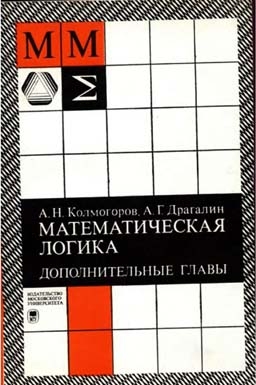 ММ
Σ
А. Н. Колмогоров, А. Г. Драгалин
МАТЕМАТИЧЕСКАЯ
ЛОГИКА
ДОПОЛНИТЕЛЬНЫЕ ГЛАВЫ
ИЗДАТЕЛЬСТВО
МОСКОВСКОГО
УНИВЕРСИТЕТА